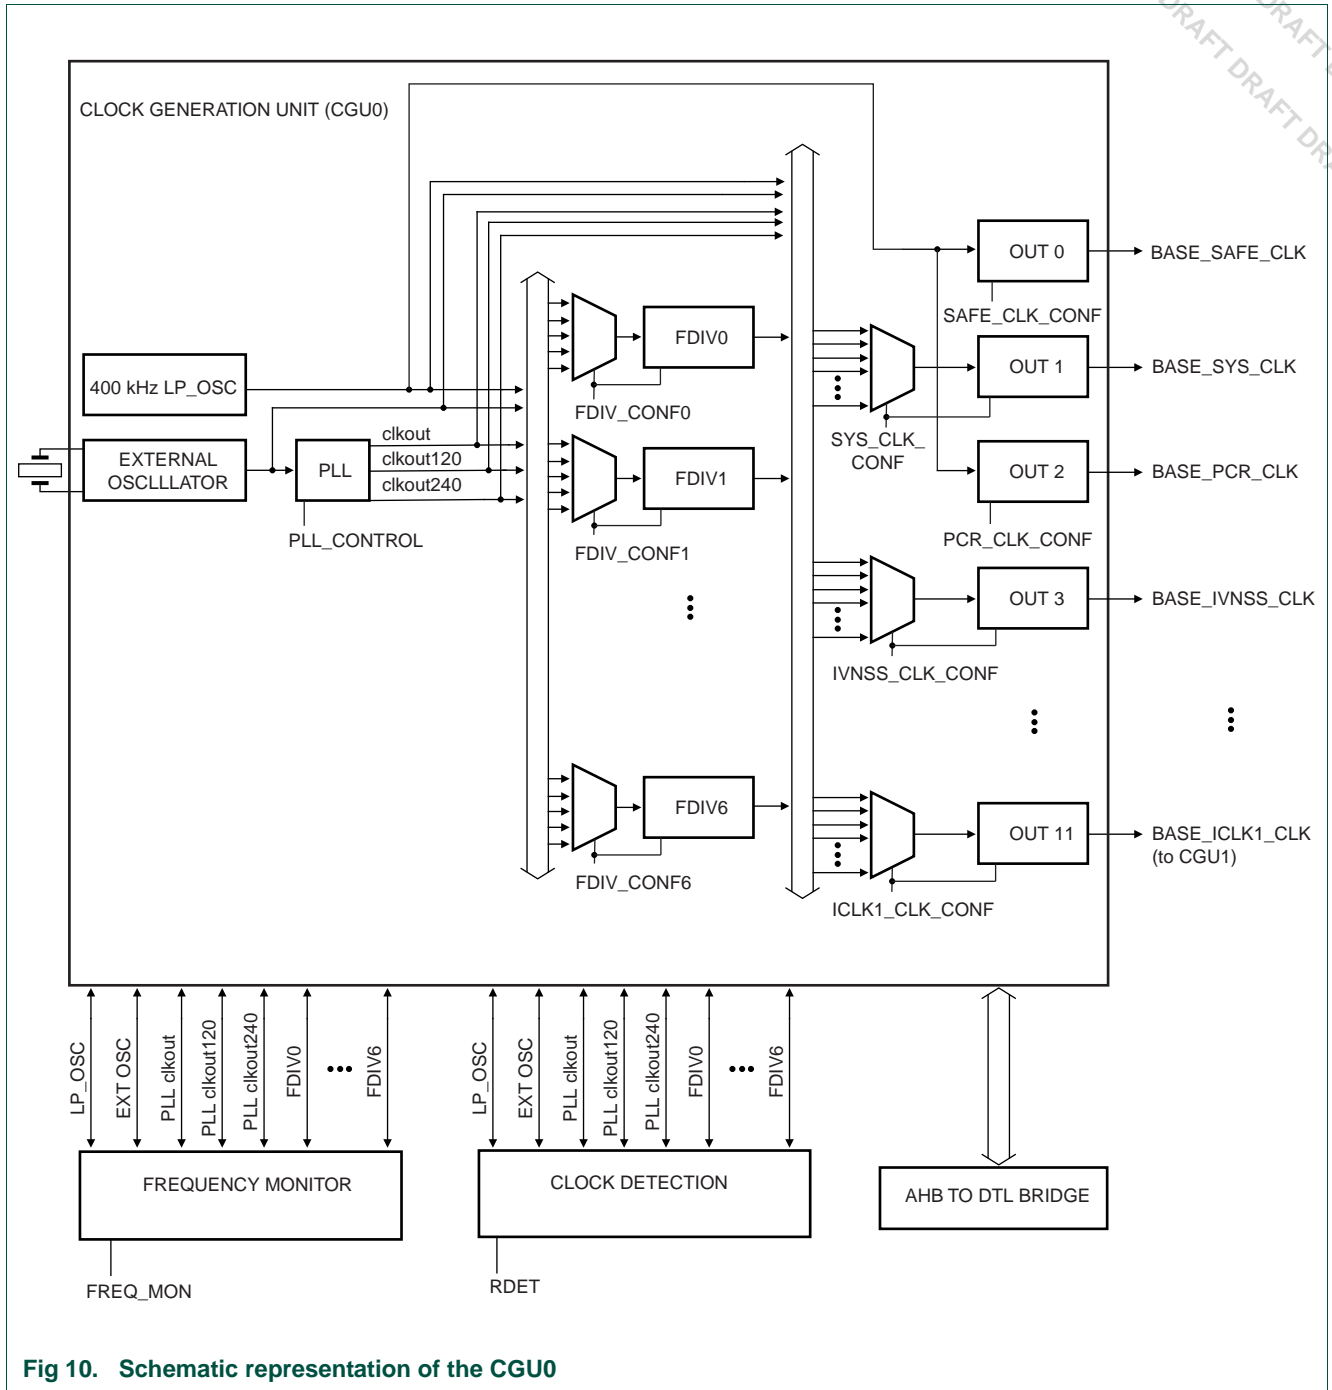 DRAFT DRAFT DRA
DRAFT D
CLOCK GENERATION UNIT (CGU0)
OUT 0
BASE_SAFE_CLK
SAFE_CLK_CONF
FDIV0
400 kHz LP_OSC
OUT 1
BASE_SYS_CLK
FDIV_CONF0
SYS_CLK_
CONF
clkout
EXTERNAL
OSCLLLATOR
PLL
clkout120
clkout240
FDIV1
OUT 2
BASE_PCR_CLK
PLL_CONTROL
FDIV_CONF1
PCR_CLK_CONF
OUT 3
BASE_IVNSS_CLK
IVNSS_CLK_CONF
FDIV6
OUT 11
BASE_ICLK1_CLK
(to CGU1)
FDIV_CONF6
ICLK1_CLK_CONF
LP_OSC
EXT OSC
PLL clkout
PLL clkout120
PLL clkout240
FDIV0
FDIV6
LP_OSC
EXT OSC
PLL clkout
PLL clkout120
PLL clkout240
FDIV0
FDIV6
FREQUENCY MONITOR
CLOCK DETECTION
AHB TO DTL BRIDGE
FREQ_MON
RDET
Fig 10. Schematic representation of the CGU0